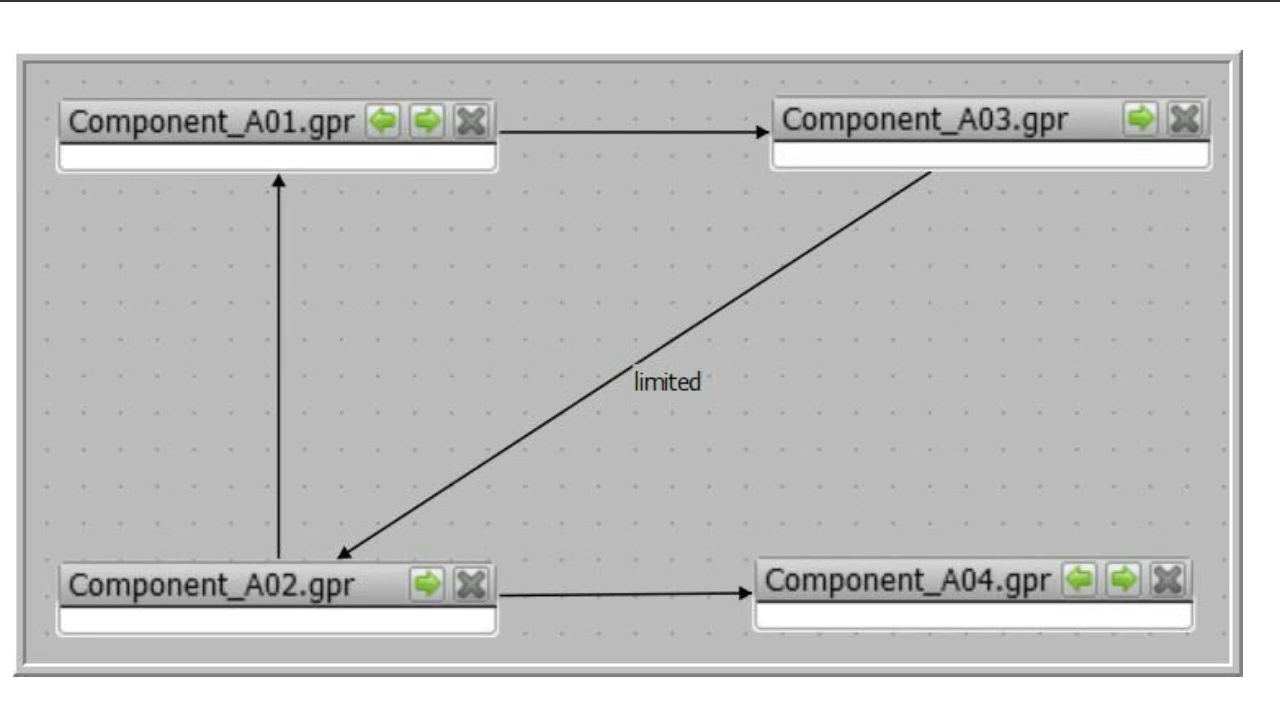 Component_A01.gpr
Component_A03.gpr
limited
Component_A02.gpr
Component_A04.gpr